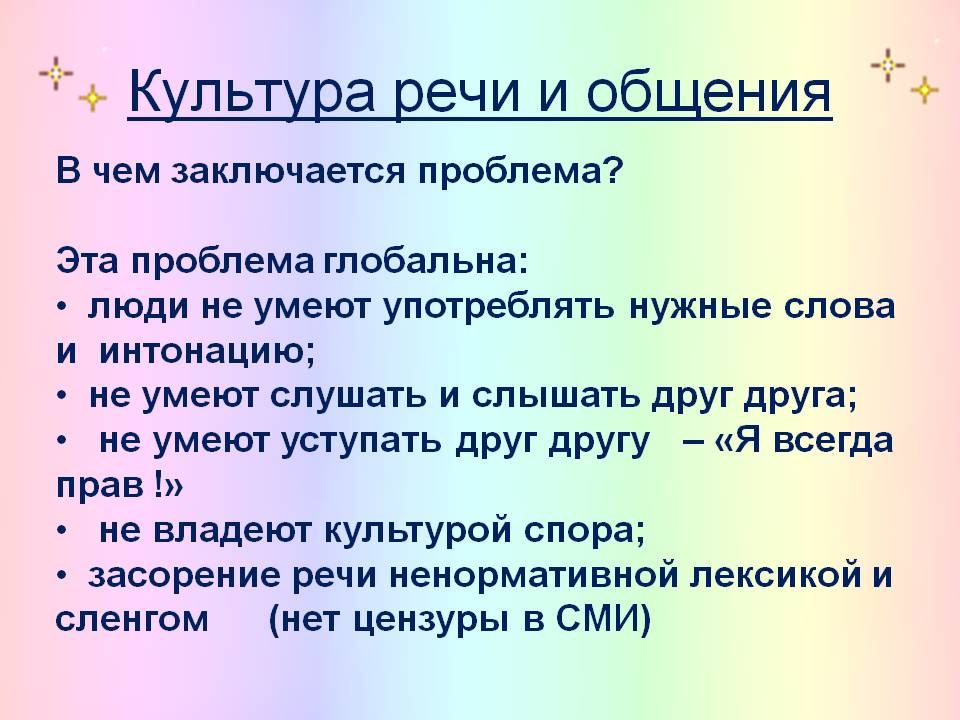 Культура речи и общения
В чем заключается проблема?
Эта проблема глобальна:
• люди не умеют употреблять нужные слова
и интонацию;
• не умеют слушать и слышать друг друга;
• не умеют уступать друг другу – «Я всегда
прав !»
• не владеют культурой спора;
• засорение речи ненормативной лексикой и
сленгом (нет цензуры в СМИ)